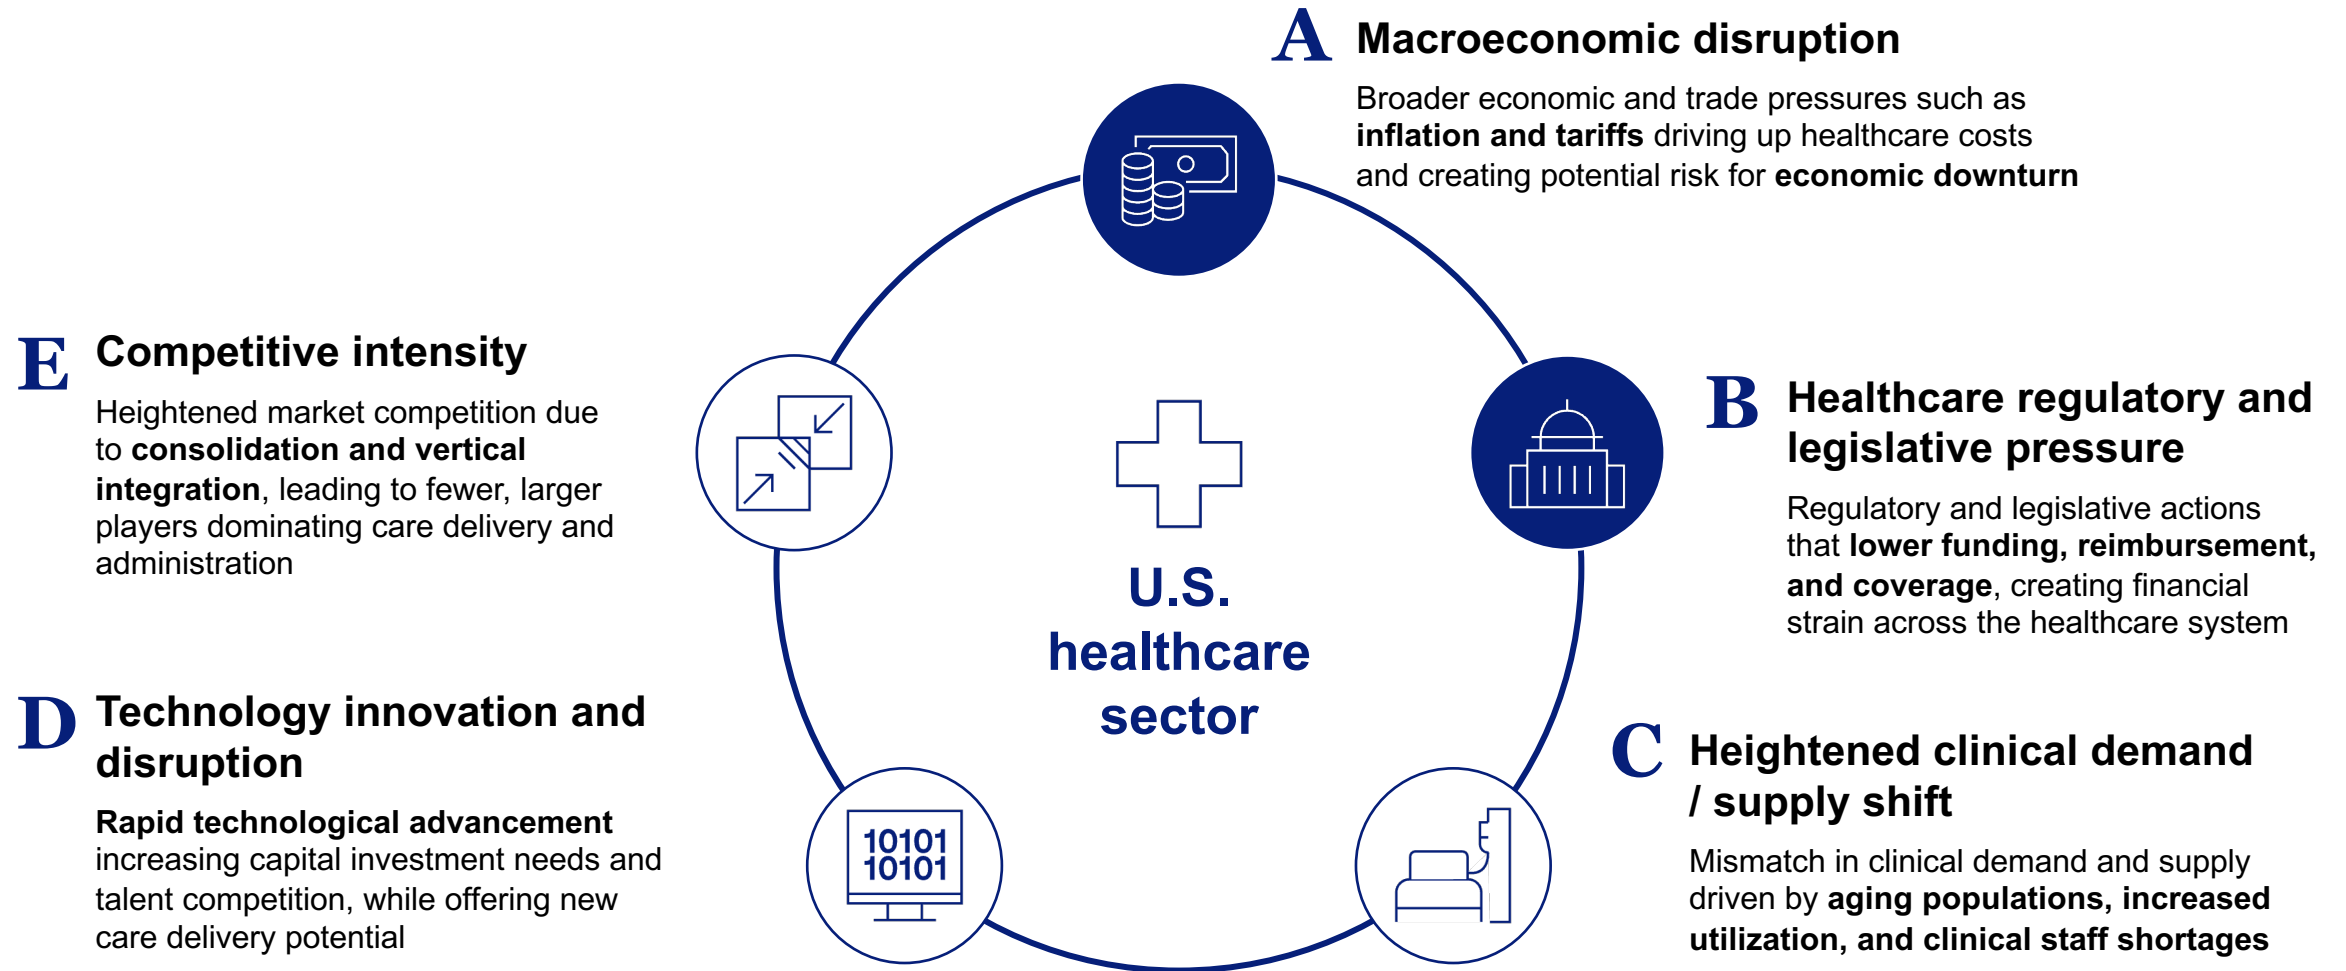 A Macroeconomic disruption
Broader economic and trade pressures such as
inflation and tariffs driving up healthcare costs
and creating potential risk for economic downturn
B Healthcare regulatory and
legislative pressure
Regulatory and legislative actions
that lower funding, reimbursement,
and coverage, creating financial
strain across the healthcare system
C Heightened clinical demand
/ supply shift
Mismatch in clinical demand and supply
driven by aging populations, increased
utilization, and clinical staff shortages
D Technology innovation and
disruption
Rapid technological advancement
increasing capital investment needs and
talent competition, while offering new
care delivery potential
E Competitive intensity
Heightened market competition due
to consolidation and vertical
integration, leading to fewer, larger
players dominating care delivery and
administration
U.S.
healthcare
sector
10101
10101